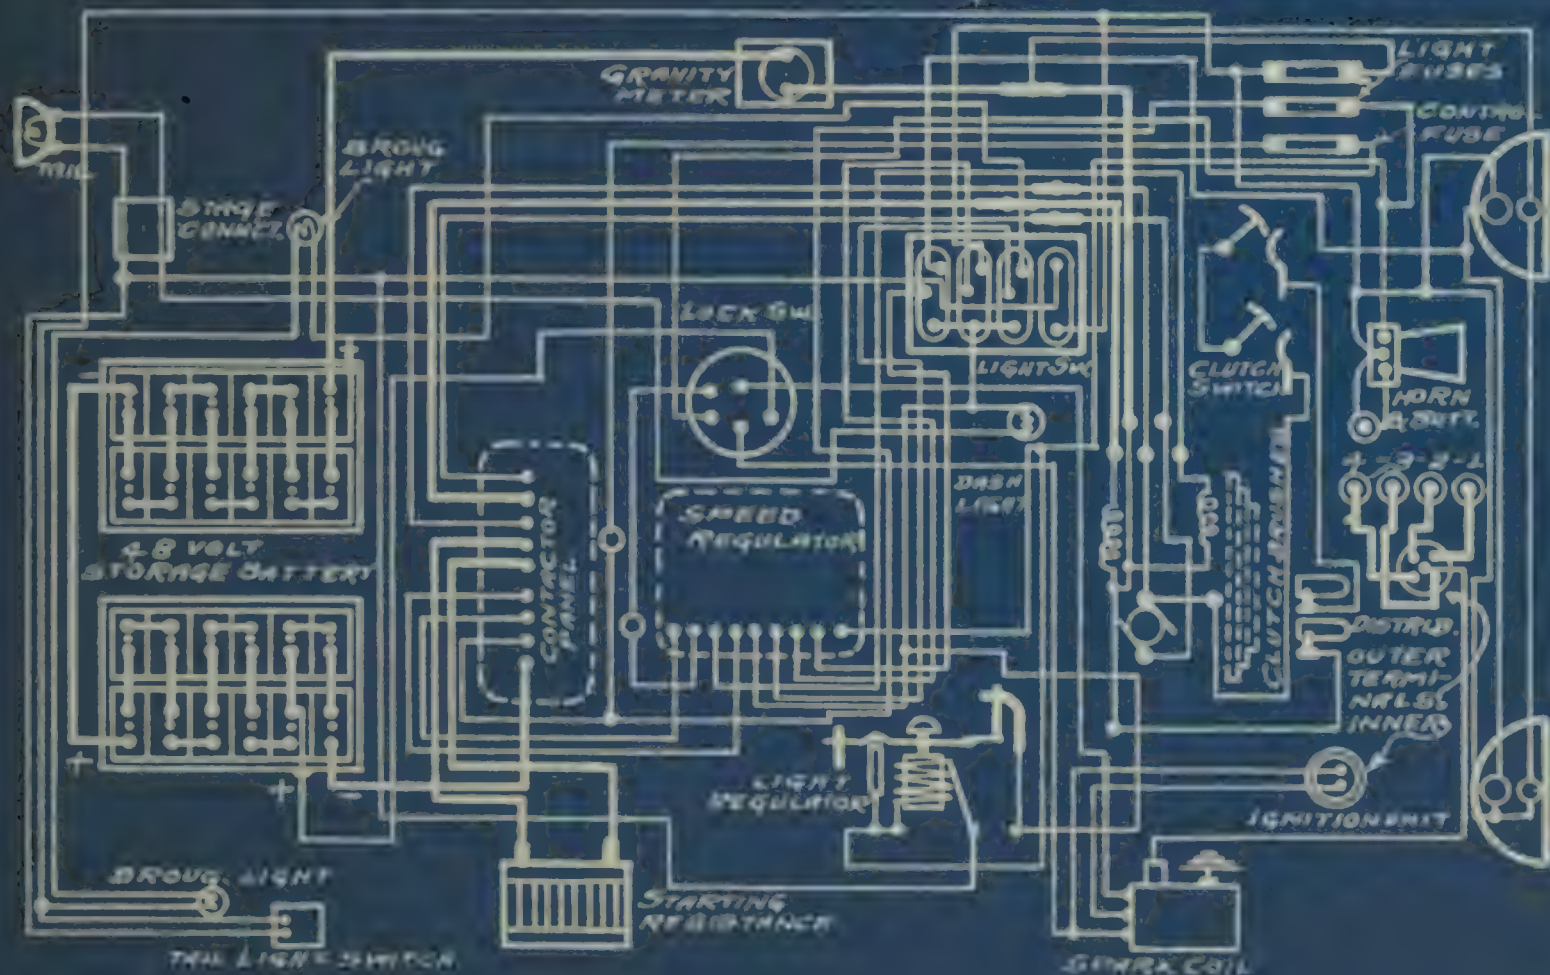 GRAVITY
METER
LIGHT
FUSES
CONTRO
FUSE
BROUG
LIGHT
TAIL
CONNECT.
LOCK SW.
LIGHT SW.
CLUTCH
SWITCH
HORN
& BUTT.
4-3-2-1
DASH
LIGHT
SPEED
REGULATOR
CONTACTOR
PANEL
CLUTCH BRUSHES
48 VOLT
STORAGE BATTERY
- +
+
+ -
DISTRIB.
OUTER
TERMI-
NALS
INNER
LIGHT
REGULATOR
IGNITION UNIT
BROUG. LIGHT
STARTING
RESISTANCE
TAIL LIGHT SWITCH
SPARK COIL